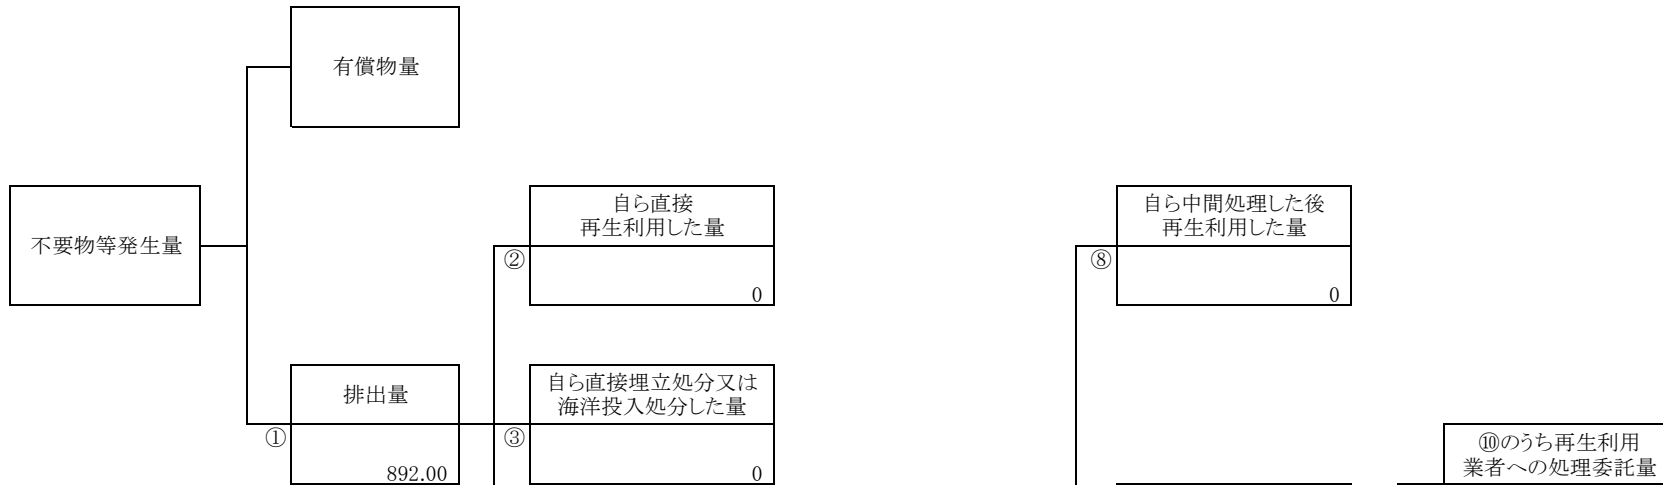 有償物量
不要物等発生量
自ら直接
再生利用した量
②
0
自ら中間処理した後
再生利用した量
⑧
0
排出量
①
892.00
自ら直接埋立処分又は
海洋投入処分した量
③
0
⑩のうち再生利用
業者への処理委託量